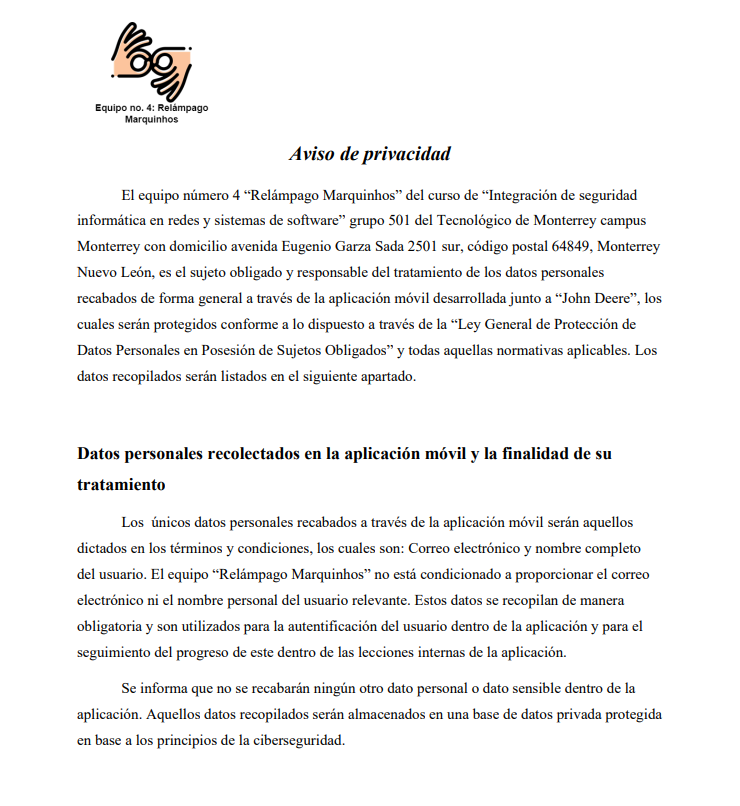 Equipo no. 4: Relámpago
Marquinhos
Aviso de privacidad
El equipo número 4 “Relámpago Marquinhos” del curso de “Integración de seguridad
informática en redes y sistemas de software” grupo 501 del Tecnológico de Monterrey campus
Monterrey con domicilio avenida Eugenio Garza Sada 2501 sur, código postal 64849, Monterrey
Nuevo León, es el sujeto obligado y responsable del tratamiento de los datos personales
recabados de forma general a través de la aplicación móvil desarrollada junto a “John Deere”, los
cuales serán protegidos conforme a lo dispuesto a través de la “Ley General de Protección de
Datos Personales en Posesión de Sujetos Obligados” y todas aquellas normativas aplicables. Los
datos recopilados serán listados en el siguiente apartado.
Datos personales recolectados en la aplicación móvil y la finalidad de su
tratamiento
Los únicos datos personales recabados a través de la aplicación móvil serán aquellos
dictados en los términos y condiciones, los cuales son: Correo electrónico y nombre completo
del usuario. El equipo “Relámpago Marquinhos” no está condicionado a proporcionar el correo
electrónico ni el nombre personal del usuario relevante. Estos datos se recopilan de manera
obligatoria y son utilizados para la autentificación del usuario dentro de la aplicación y para el
seguimiento del progreso de este dentro de las lecciones internas de la aplicación.
Se informa que no se recabarán ningún otro dato personal o dato sensible dentro de la
aplicación. Aquellos datos recopilados serán almacenados en una base de datos privada protegida
en base a los principios de la ciberseguridad.